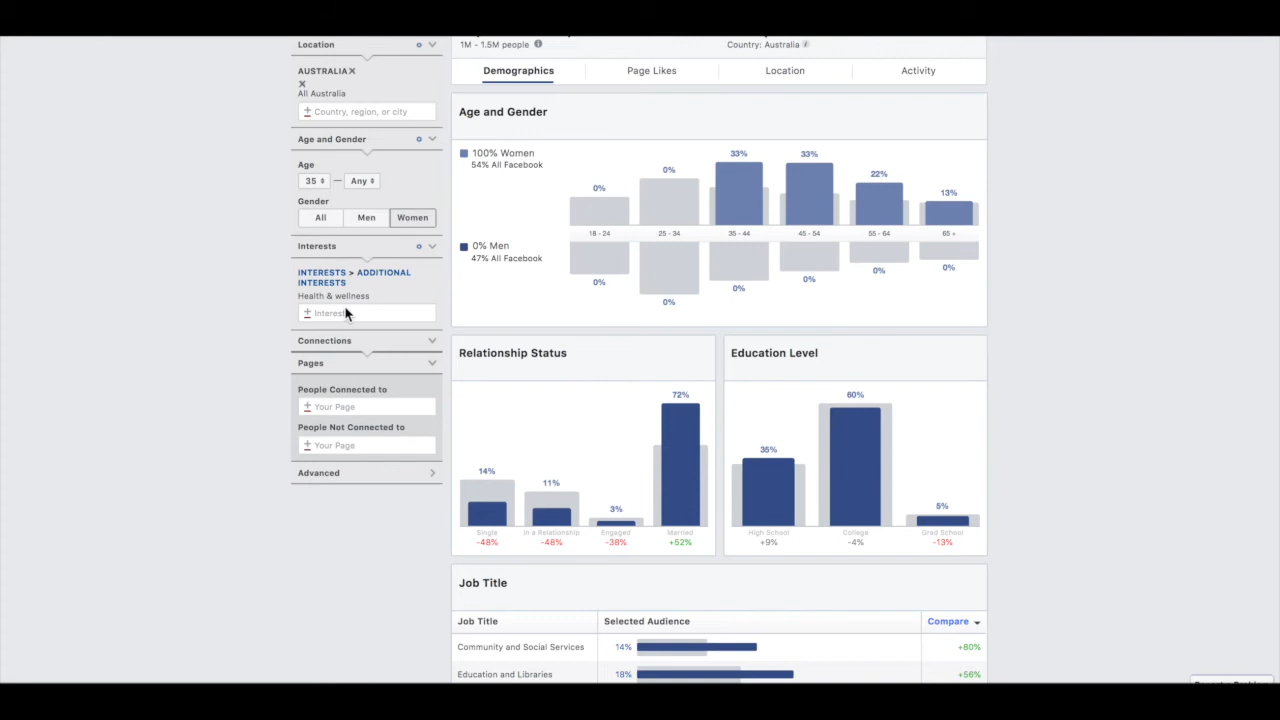 Location
AUSTRALIA
All Australia
Country, region, or city
Age and Gender
Age
35 — Any
Gender
All Men Women
Interests
INTERESTS > ADDITIONAL
INTERESTS
Health & wellness
Interest
Connections
Pages
People Connected to
Your Page
People Not Connected to
Your Page
Advanced
1M - 1.5M people
Country: Australia
Demographics Page Likes Location Activity
Age and Gender
100% Women
54% All Facebook
0% 0% 33% 33% 22% 13%
18 - 24 25 - 34 35 - 44 45 - 54 55 - 64 65 +
0% Men
47% All Facebook
0% 0% 0% 0% 0% 0%
Relationship Status
14% 11% 3% 72%
Single In a Relationship Engaged Married
-48% -48% -38% +52%
Education Level
35% 60% 5%
High School College Grad School
+9% -4% -13%
Job Title
Job Title Selected Audience Compare
Community and Social Services 14% +80%
Education and Libraries 18% +56%